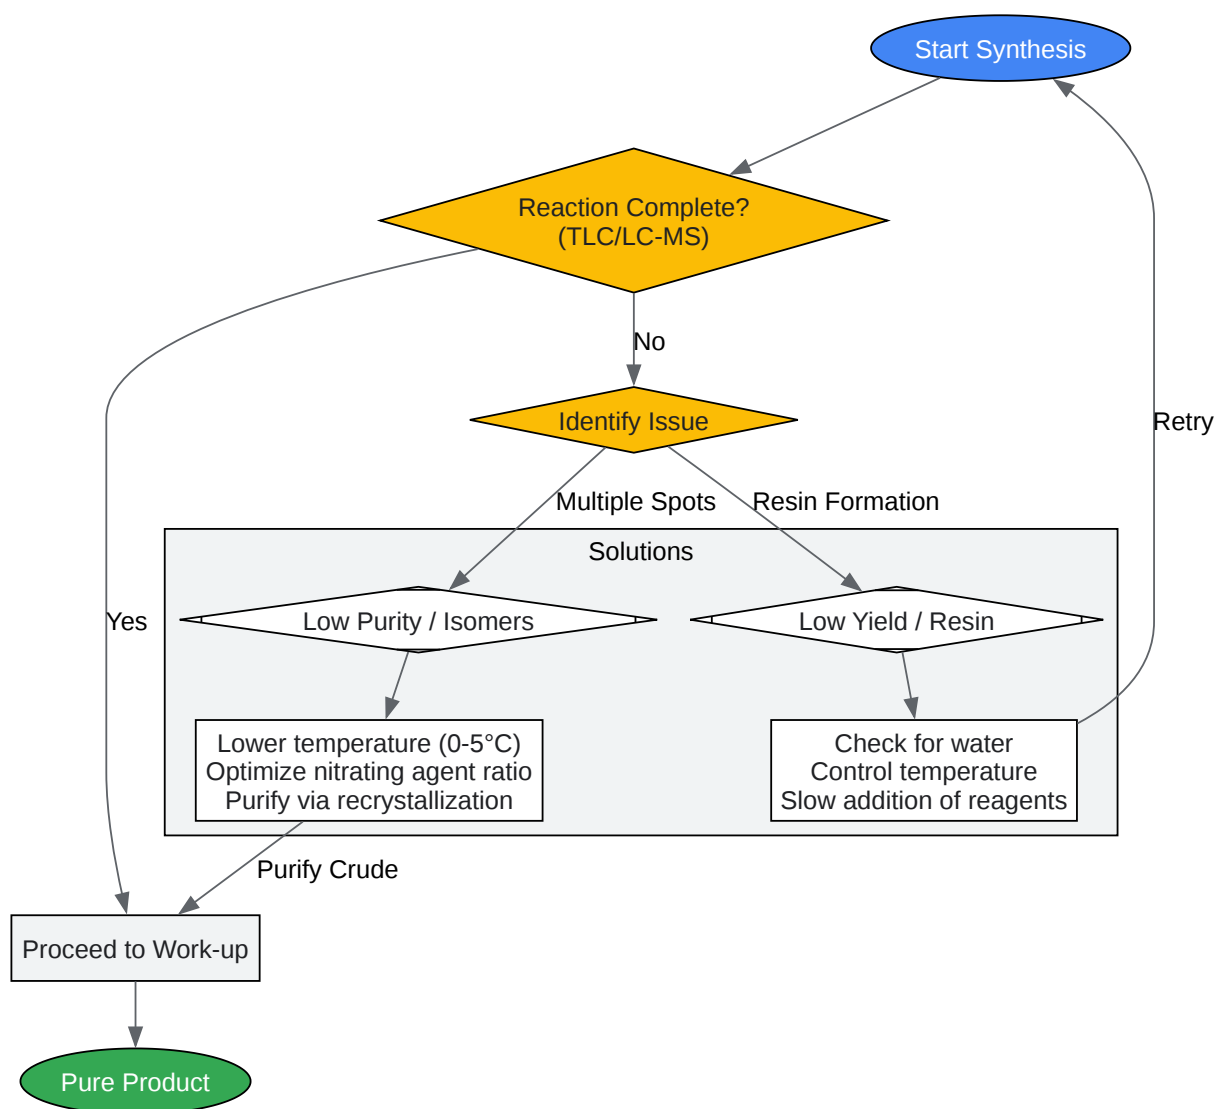 Start Synthesis
Reaction Complete?
(TLC/LC-MS)
No
Identify Issue
Retry
Multiple Spots
Resin Formation
Solutions
Yes
Low Purity / Isomers
Low Yield / Resin
Lower temperature (0-5°C)
Optimize nitrating agent ratio
Purify via recrystallization
Check for water
Control temperature
Slow addition of reagents
Purify Crude
Proceed to Work-up
Pure Product